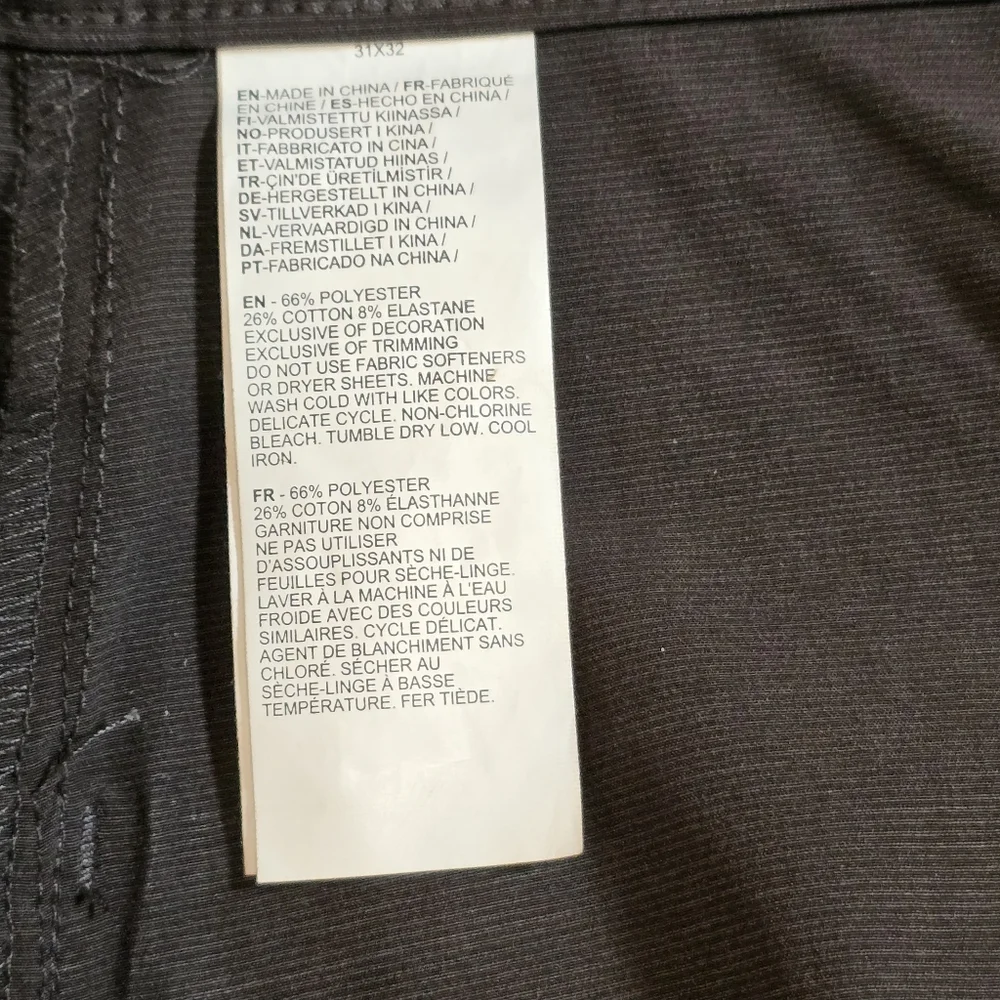 31X32
EN-MADE IN CHINA / FR-FABRIQUÉ
EN CHINE / ES-HECHO EN CHINA /
FI-VALMISTETTU KIINASSA /
NO-PRODUSERT I KINA /
IT-FABBRICATO IN CINA /
ET-VALMISTATUD HIINAS /
TR-ÇIN'DE ÜRETİLMİSTİR /
DE-HERGESTELLT IN CHINA /
SV-TILLVERKAD I KINA /
NL-VERVAARDIGD IN CHINA /
DA-FREMSTILLET I KINA /
PT-FABRICADO NA CHINA /
EN - 66% POLYESTER
26% COTTON 8% ELASTANE
EXCLUSIVE OF DECORATION
EXCLUSIVE OF TRIMMING
DO NOT USE FABRIC SOFTENERS
OR DRYER SHEETS. MACHINE
WASH COLD WITH LIKE COLORS.
DELICATE CYCLE. NON-CHLORINE
BLEACH. TUMBLE DRY LOW. COOL
IRON.
FR - 66% POLYESTER
26% COTON 8% ÉLASTHANNE
GARNITURE NON COMPRISE
NE PAS UTILISER
D'ASSOUPLISSANTS NI DE
FEUILLES POUR SÈCHE-LINGE.
LAVER À LA MACHINE À L'EAU
FROIDE AVEC DES COULEURS
SIMILAIRES. CYCLE DÉLICAT.
AGENT DE BLANCHIMENT SANS
CHLORÉ. SÉCHER AU
SÈCHE-LINGE À BASSE
TEMPÉRATURE. FER TIÈDE.